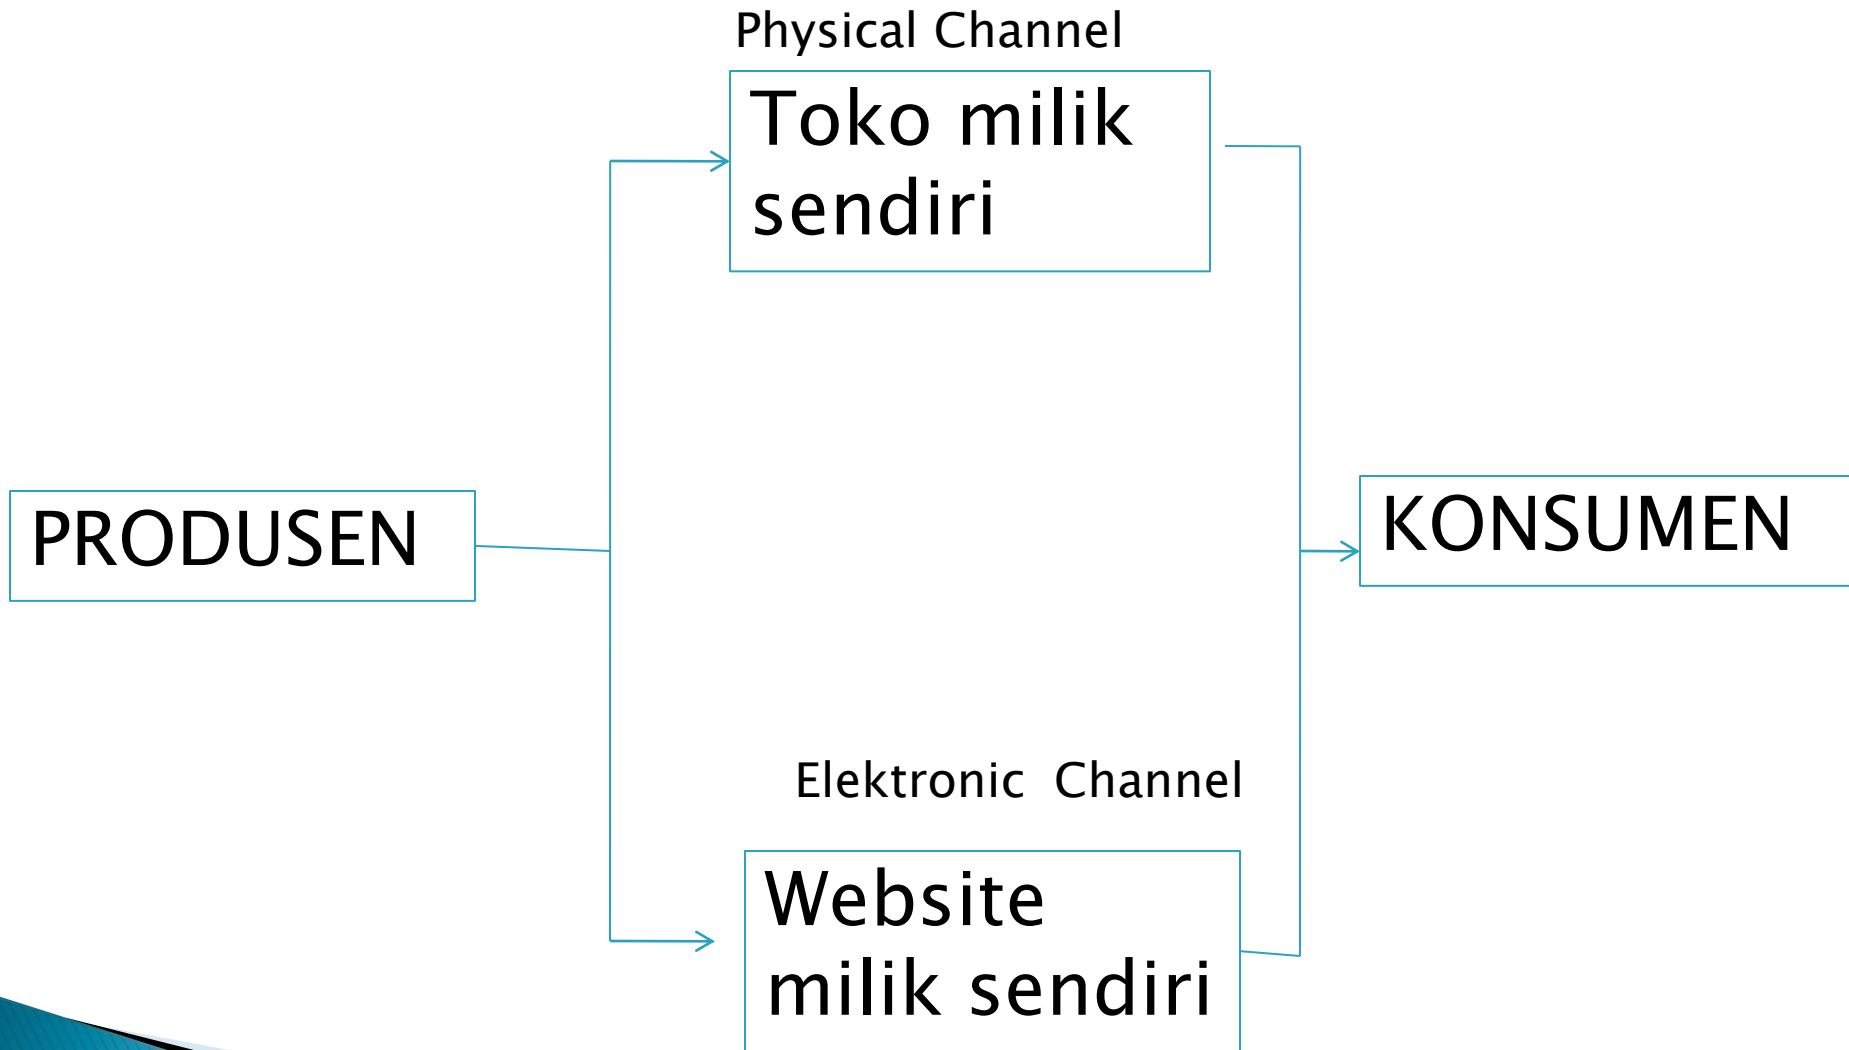 Physical Channel
Toko milik
sendiri
PRODUSEN
KONSUMEN
Elektronic Channel
Website
milik sendiri